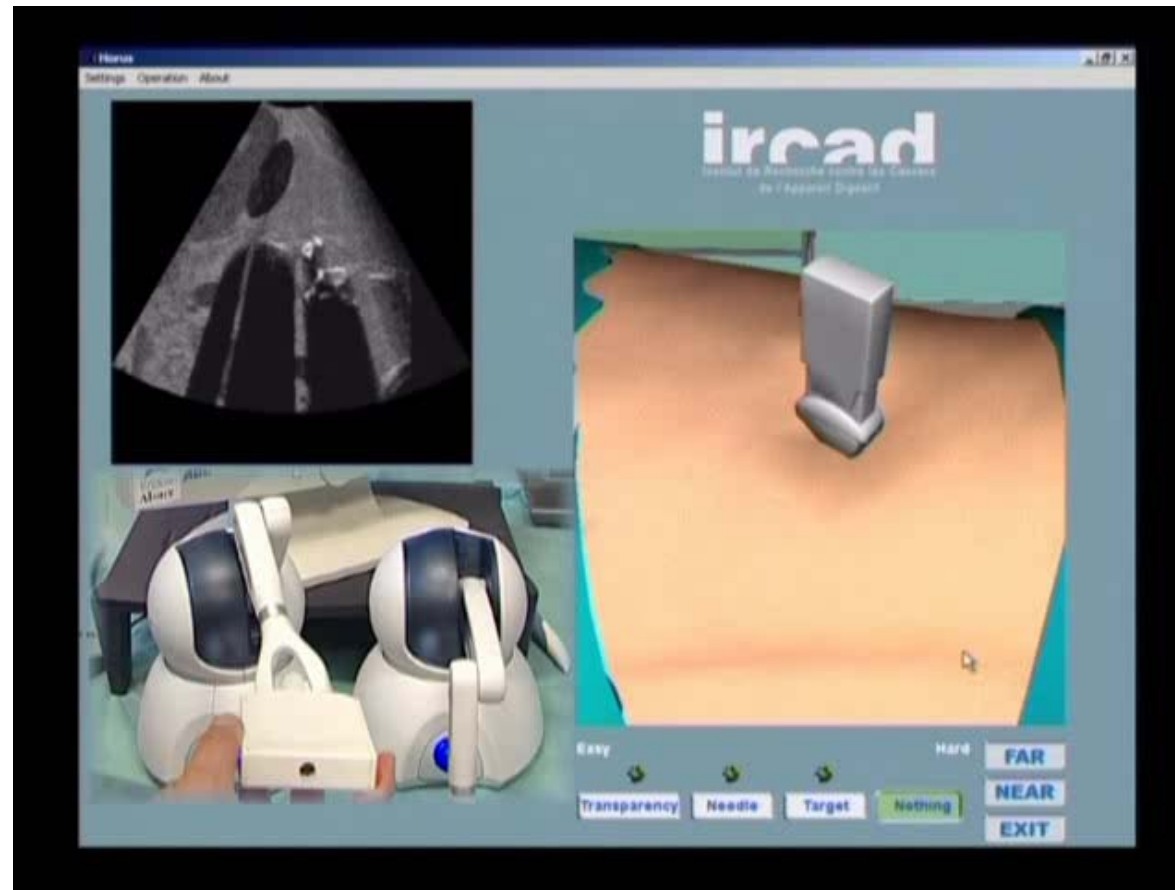 Horus
Settings Operation About
ircad
Institut de Recherche contre les Cancers
de l'Appareil Digestif
Easy
Hard
Transparency
Needle
Target
Nothing
FAR
NEAR
EXIT